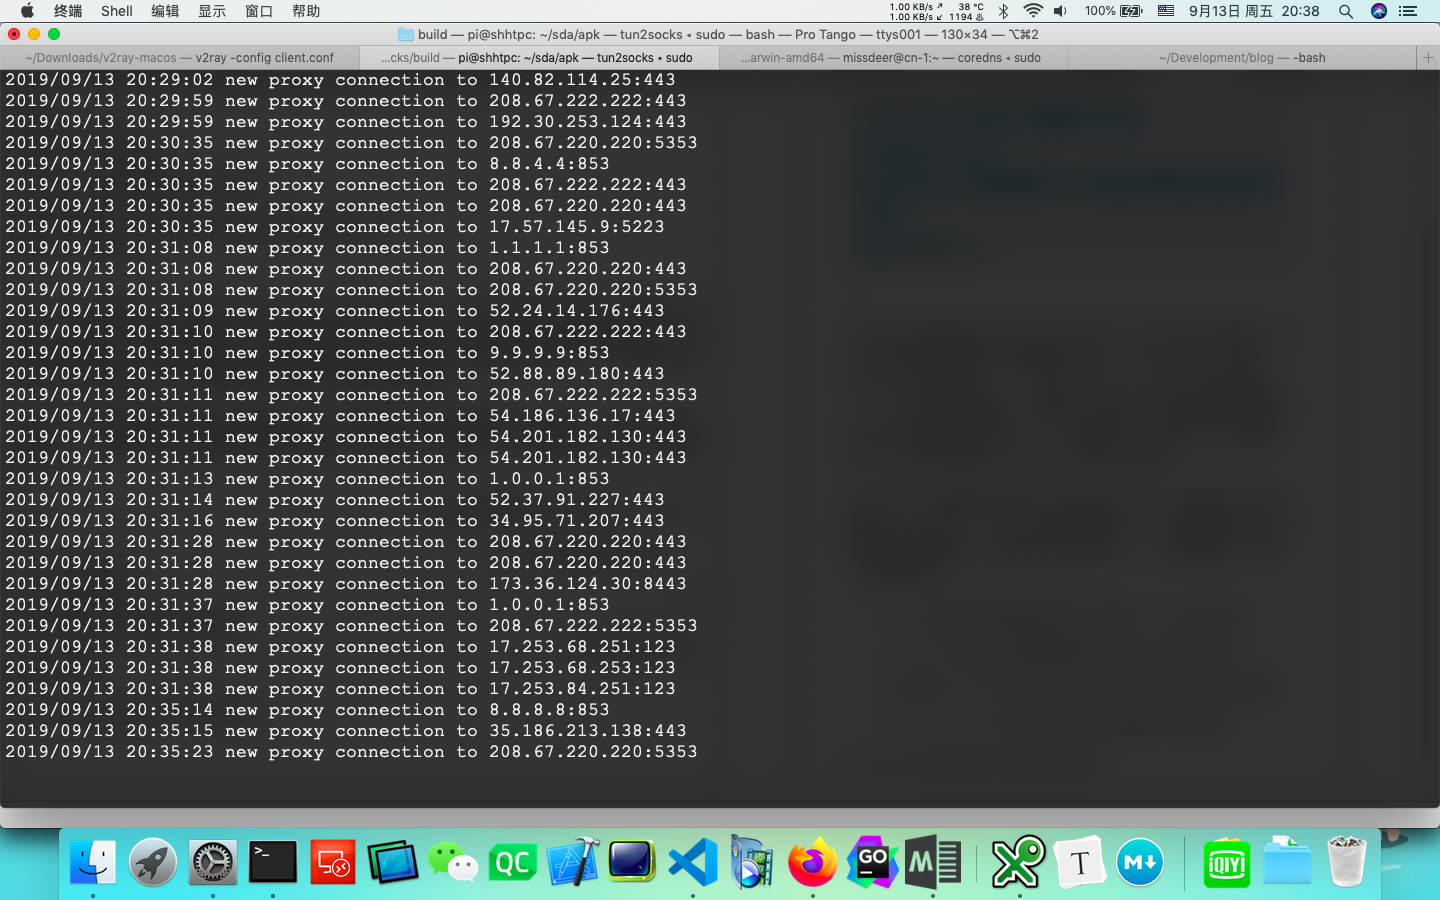 终端 Shell 编辑 显示 窗口 帮助 1.00 KB/s 1.00 KB/s 38 °C 1194 100% 9月13日 周五 20:38
build — pi@shhtpc: ~/sda/apk — tun2socks ◂ sudo — bash — Pro Tango — ttys001 — 130×34 — ⌥⌘2
~/Downloads/v2ray-macos — v2ray -config client.conf ...cks/build — pi@shhtpc: ~/sda/apk — tun2socks ◂ sudo ...arwin-amd64 — missdeer@cn-1:~ — coredns ◂ sudo ~/Development/blog — -bash
2019/09/13 20:29:02 new proxy connection to 140.82.114.25:443
2019/09/13 20:29:59 new proxy connection to 208.67.222.222:443
2019/09/13 20:29:59 new proxy connection to 192.30.253.124:443
2019/09/13 20:30:35 new proxy connection to 208.67.220.220:5353
2019/09/13 20:30:35 new proxy connection to 8.8.4.4:853
2019/09/13 20:30:35 new proxy connection to 208.67.222.222:443
2019/09/13 20:30:35 new proxy connection to 208.67.220.220:443
2019/09/13 20:30:35 new proxy connection to 17.57.145.9:5223
2019/09/13 20:31:08 new proxy connection to 1.1.1.1:853
2019/09/13 20:31:08 new proxy connection to 208.67.220.220:443
2019/09/13 20:31:08 new proxy connection to 208.67.220.220:5353
2019/09/13 20:31:09 new proxy connection to 52.24.14.176:443
2019/09/13 20:31:10 new proxy connection to 208.67.222.222:443
2019/09/13 20:31:10 new proxy connection to 9.9.9.9:853
2019/09/13 20:31:10 new proxy connection to 52.88.89.180:443
2019/09/13 20:31:11 new proxy connection to 208.67.222.222:5353
2019/09/13 20:31:11 new proxy connection to 54.186.136.17:443
2019/09/13 20:31:11 new proxy connection to 54.201.182.130:443
2019/09/13 20:31:11 new proxy connection to 54.201.182.130:443
2019/09/13 20:31:13 new proxy connection to 1.0.0.1:853
2019/09/13 20:31:14 new proxy connection to 52.37.91.227:443
2019/09/13 20:31:16 new proxy connection to 34.95.71.207:443
2019/09/13 20:31:28 new proxy connection to 208.67.220.220:443
2019/09/13 20:31:28 new proxy connection to 208.67.220.220:443
2019/09/13 20:31:28 new proxy connection to 173.36.124.30:8443
2019/09/13 20:31:37 new proxy connection to 1.0.0.1:853
2019/09/13 20:31:37 new proxy connection to 208.67.222.222:5353
2019/09/13 20:31:38 new proxy connection to 17.253.68.251:123
2019/09/13 20:31:38 new proxy connection to 17.253.68.253:123
2019/09/13 20:31:38 new proxy connection to 17.253.84.251:123
2019/09/13 20:35:14 new proxy connection to 8.8.8.8:853
2019/09/13 20:35:15 new proxy connection to 35.186.213.138:443
2019/09/13 20:35:23 new proxy connection to 208.67.220.220:5353
>_ QC GO M X T M↓ iQIYI